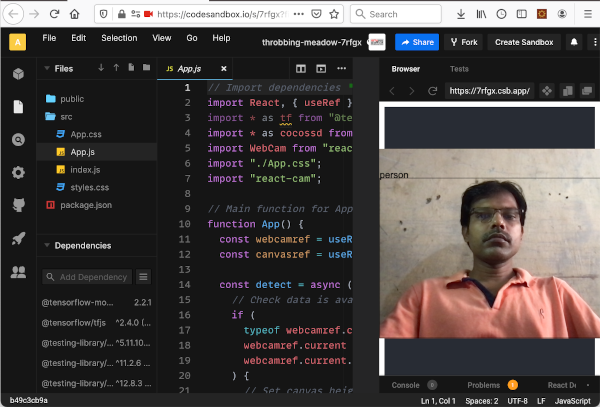 https://codesandbox.io/s/7rfgx?
Search
A
File Edit Selection View Go Help
throbbing-meadow-7rfgx
Share
Fork
Create Sandbox
Files
public
src
App.css
App.js
index.js
styles.css
package.json
Dependencies
Add Dependency
@tensorflow-mo... 2.2.1
@tensorflow/tfjs ^2.4.0 (...
@testing-library/... ^5.11.10...
@testing-library/... ^11.2.6 ...
@testing-library/... ^12.8.3 ...
JS App.js
1 // Import dependencies
2 import React, { useRef }
3 import * as tf from "@te
4 import * as cocossd from
5 import WebCam from "reac
6 import "./App.css";
7 import "react-cam";
8
9 // Main function for App
10 function App() {
11 const webcamref = useR
12 const canvasref = useR
13
14 const detect = async (
15 // Check data is ava
16 if (
17 typeof webcamref.c
18 webcamref.current
19 webcamref.current.
20 ) {
21 // Set canvas heig
Browser Tests
https://7rfgx.csb.app/
person
Console 0 Problems 1 React De
b49c3cb9a
Ln 1, Col 1 Spaces: 2 UTF-8 LF JavaScript